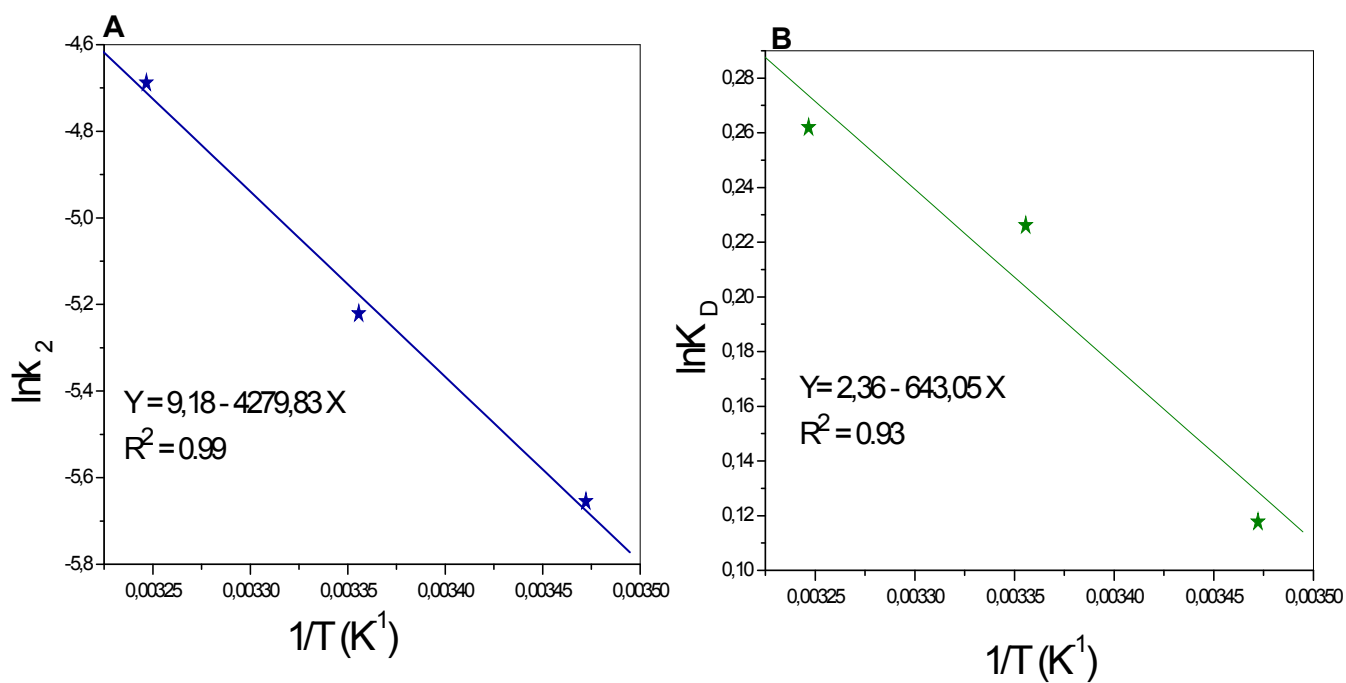 A
-4,6
-4,8
-5,0
-5,2
-5,4
-5,6
-5,8
lnk 2
Y = 9,18 - 4279,83 X
R2 = 0.99
0,00325
0,00330
0,00335
0,00340
0,00345
0,00350
1/T (K-1)
B
0,28
0,26
0,24
0,22
0,20
0,18
0,16
0,14
0,12
0,10
lnK D
Y= 2,36 - 643,05 X
R2 = 0.93
0,00325
0,00330
0,00335
0,00340
0,00345
0,00350
1/T (K-1)